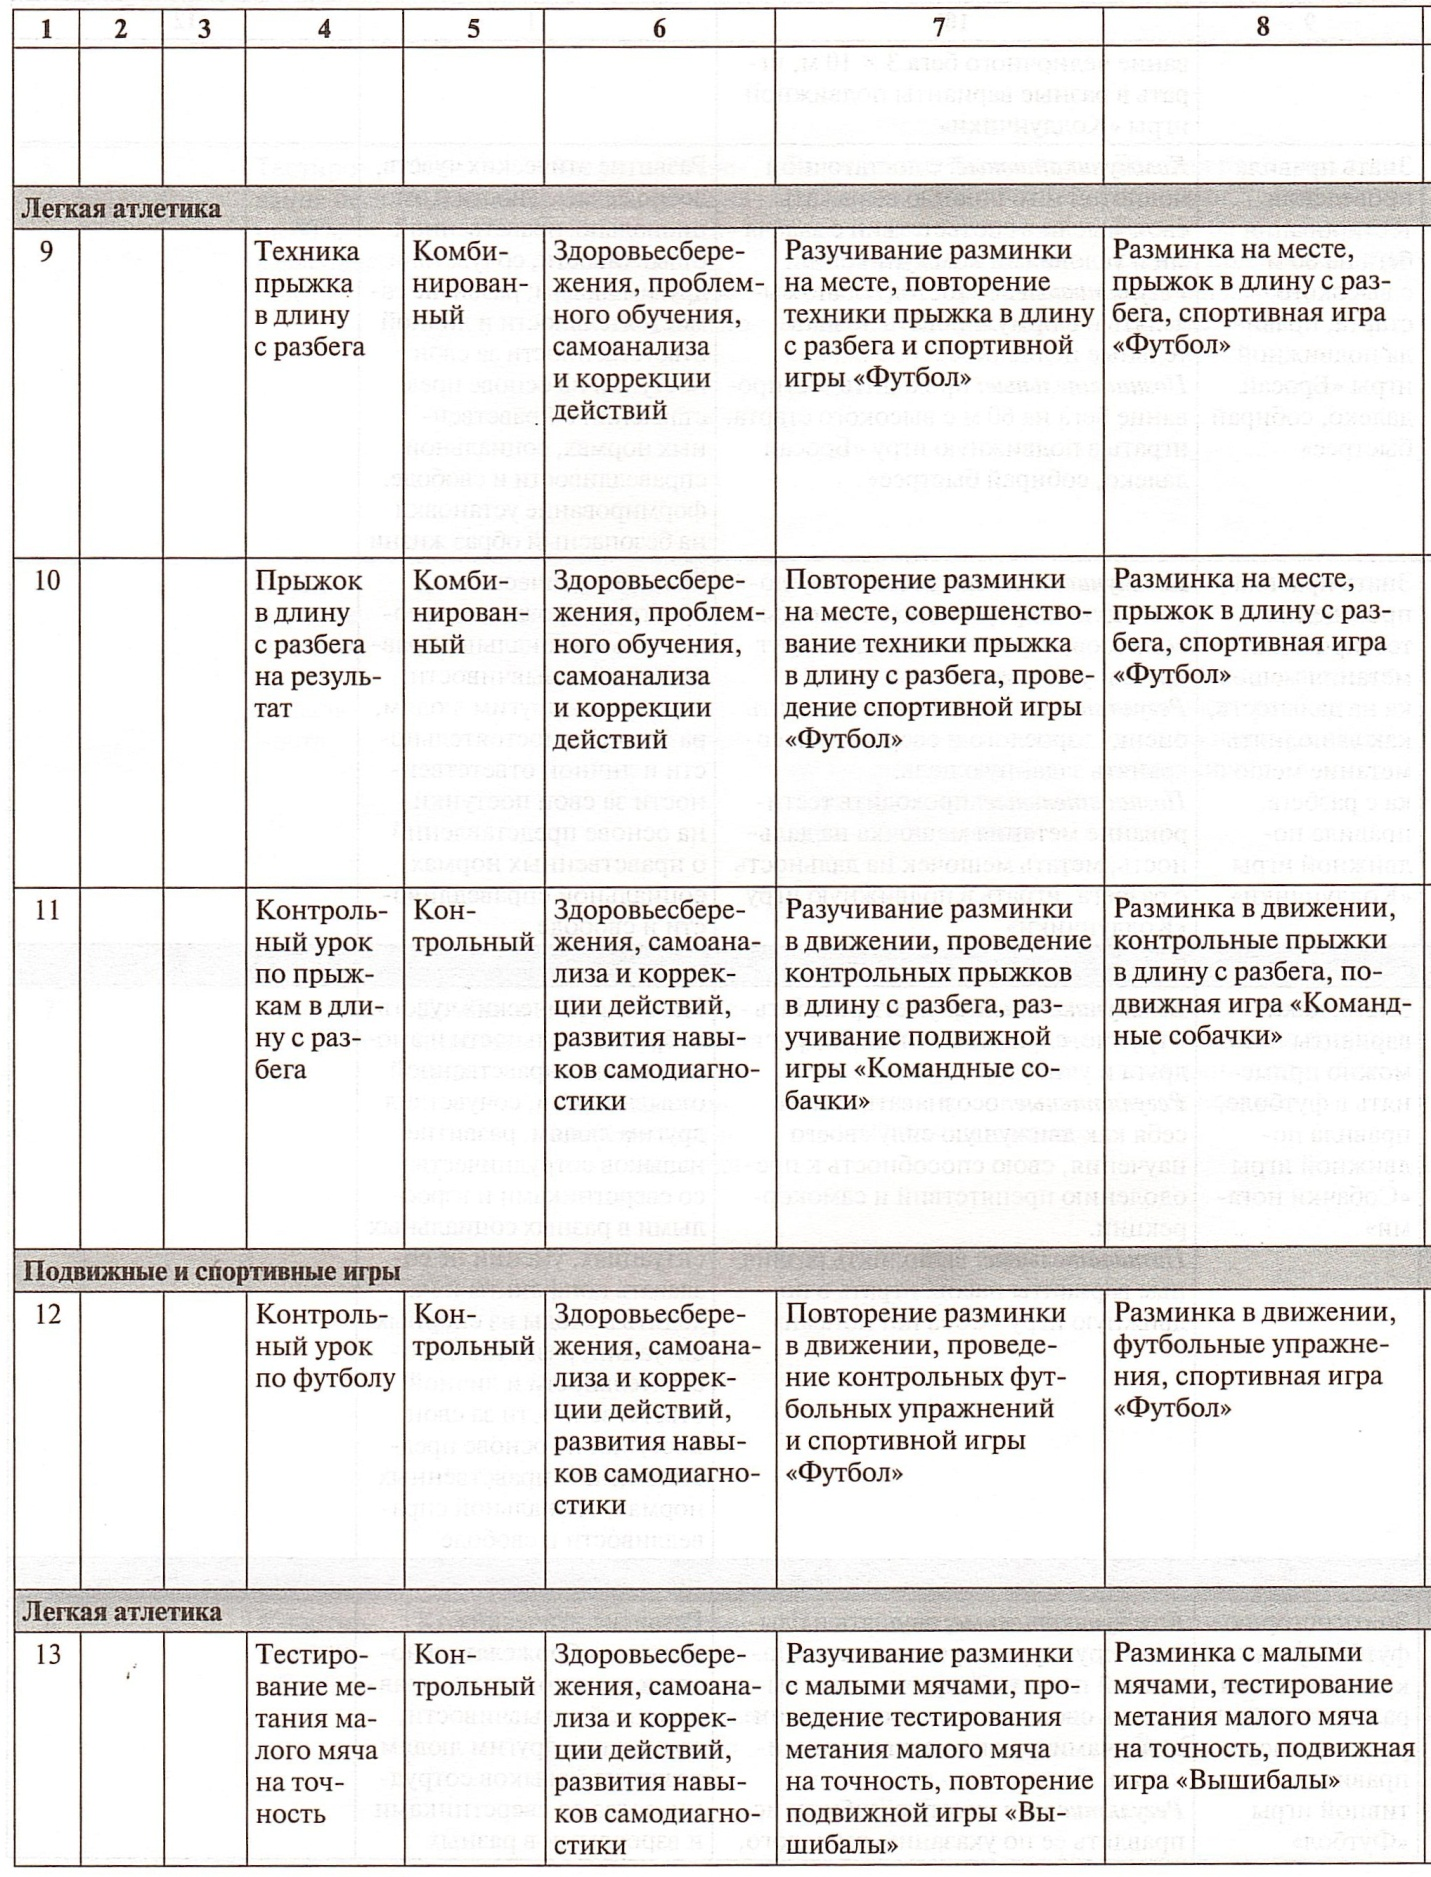 1 2 3 4 5 6 7 8
Легкая атлетика
9
Техника
прыжка
в длину
с разбега
Комби-
нирован-
ный
Здоровьесбере-
жения, проблем-
ного обучения,
самоанализа
и коррекции
действий
Разучивание разминки
на месте, повторение
техники прыжка в длину
с разбега и спортивной
игры «Футбол»
Разминка на месте,
прыжок в длину с раз-
бега, спортивная игра
«Футбол»
10
Прыжок
в длину
с разбега
на резуль-
тат
Комби-
нирован-
ный
Здоровьесбере-
жения, проблем-
ного обучения,
самоанализа
и коррекции
действий
Повторение разминки
на месте, совершенство-
вание техники прыжка
в длину с разбега, прове-
дение спортивной игры
«Футбол»
Разминка на месте,
прыжок в длину с раз-
бега, спортивная игра
«Футбол»
11
Контроль-
ный урок
по прыж-
кам в дли-
ну с раз-
бега
Кон-
трольный
Здоровьесбере-
жения, самоана-
лиза и коррек-
ции действий,
развития навы-
ков самодиагно-
стики
Разучивание разминки
в движении, проведение
контрольных прыжков
в длину с разбега, раз-
учивание подвижной
игры «Командные со-
бачки»
Разминка в движении,
контрольные прыжки
в длину с разбега, по-
движная игра «Команд-
ные собачки»
Подвижные и спортивные игры
12
Контроль-
ный урок
по футболу
Кон-
трольный
Здоровьесбере-
жения, самоана-
лиза и коррек-
ции действий,
развития навы-
ков самодиагно-
стики
Повторение разминки
в движении, проведе-
ние контрольных фут-
больных упражнений
и спортивной игры
«Футбол»
Разминка в движении,
футбольные упражне-
ния, спортивная игра
«Футбол»
Легкая атлетика
13
Тестиро-
вание ме-
тания ма-
лого мяча
на точ-
ность
Кон-
трольный
Здоровьесбере-
жения, самоана-
лиза и коррек-
ции действий,
развития навы-
ков самодиагно-
стики
Разучивание разминки
с малыми мячами, про-
ведение тестирования
метания малого мяча
на точность, повторение
подвижной игры «Вы-
шибалы»
Разминка с малыми
мячами, тестирование
метания малого мяча
на точность, подвижная
игра «Вышибалы»